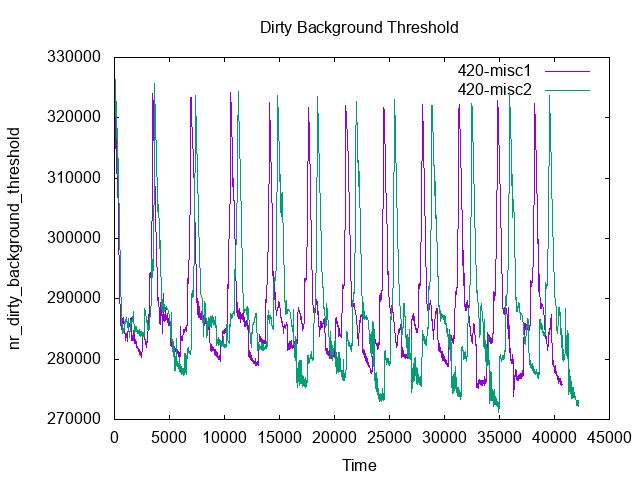 Dirty Background Threshold
330000
320000
310000
300000
290000
280000
270000
nr_dirty_background_threshold
420-misc1
420-misc2
0 5000 10000 15000 20000 25000 30000 35000 40000 45000
Time